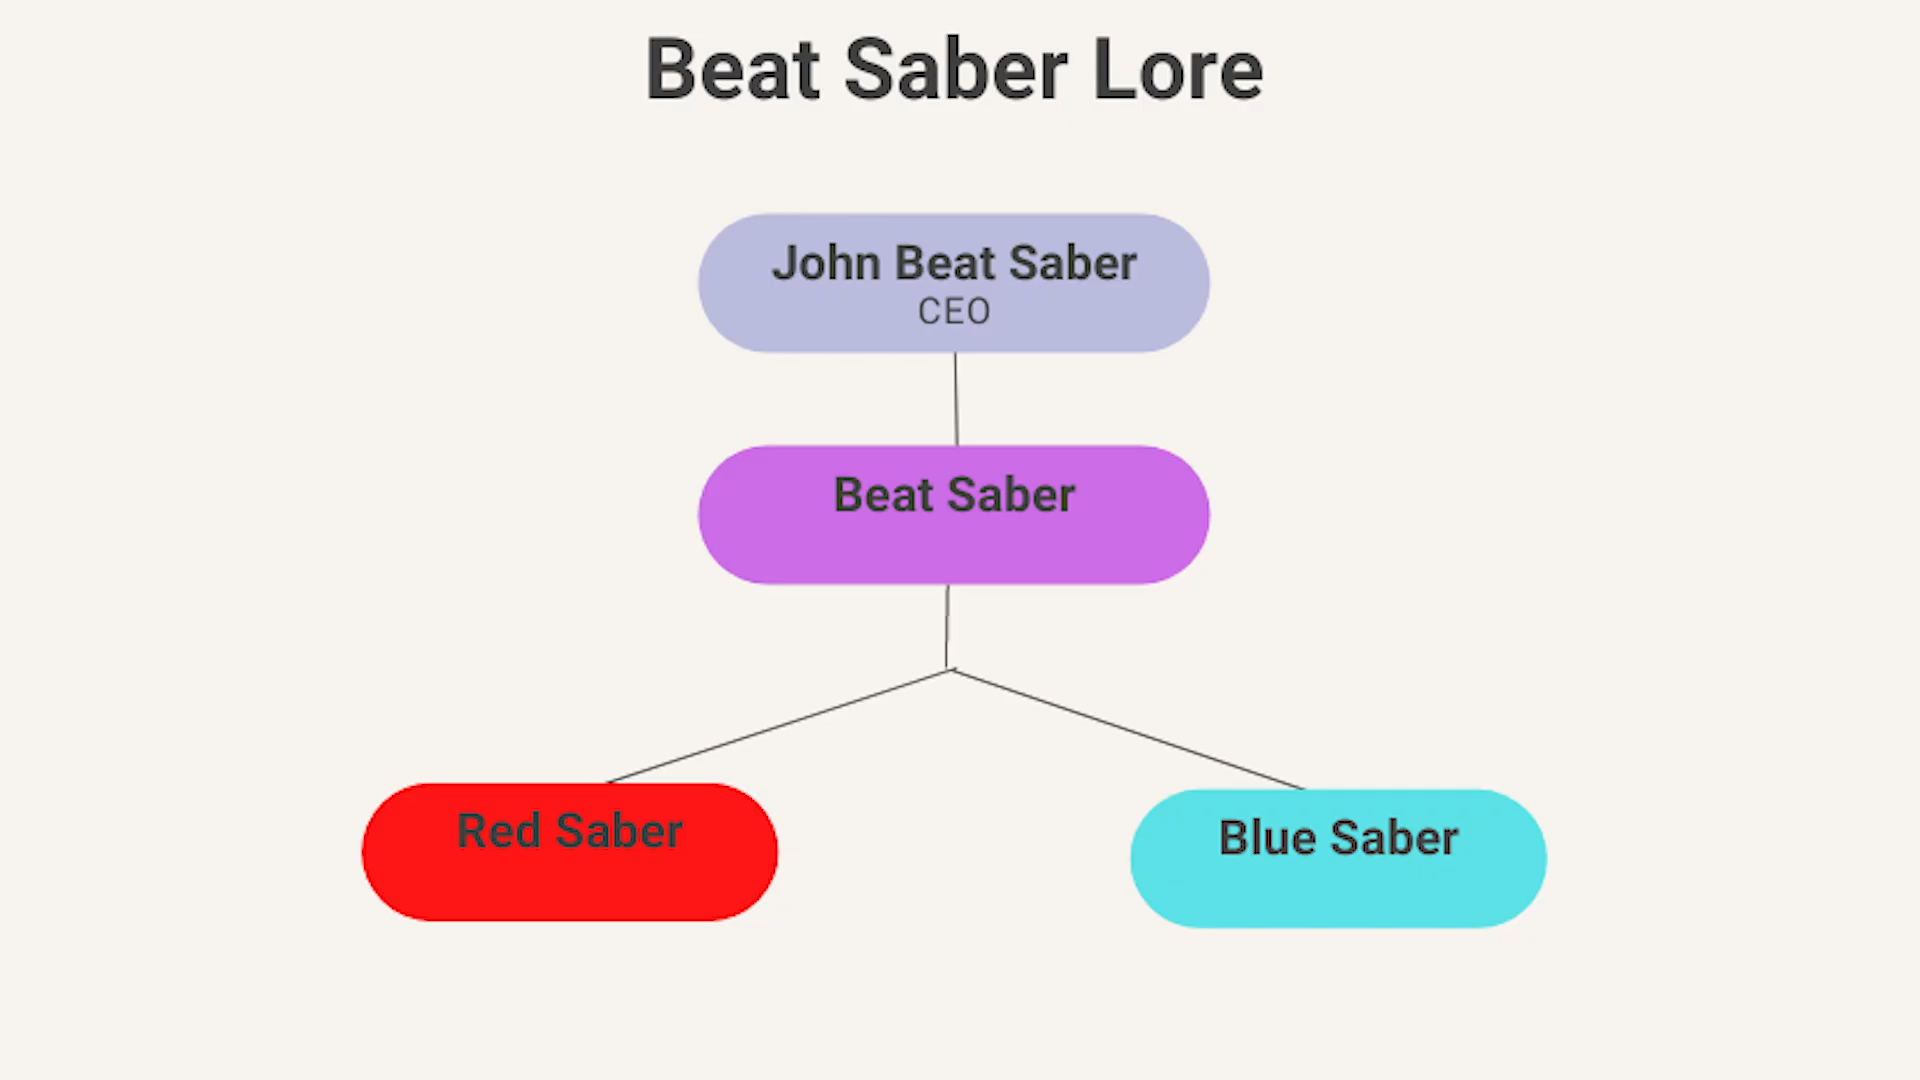 Beat Saber Lore
John Beat Saber
CEO
Beat Saber
Red Saber
Blue Saber